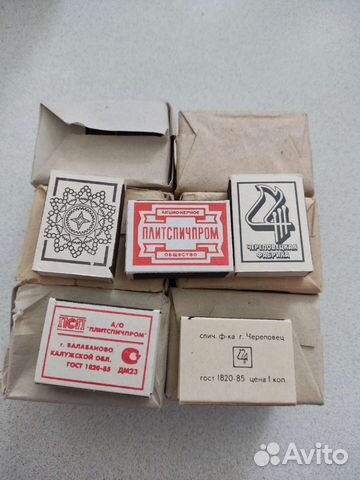 АКЦИОНЕРНОЕ
ПЛИТСПИЧПРОМ
ОБЩЕСТВО
ЧЕРЕПОВЕЦКАЯ
ФАБРИКА
ПСП
А/О
"ПЛИТСПИЧПРОМ"
г. БАЛАБАНОВО
КАЛУЖСКОЙ ОБЛ.
ГОСТ 1820-85 ДМ23
спич. ф-ка г. Череповец
гост 1820-85 цена 1 коп.
Avito